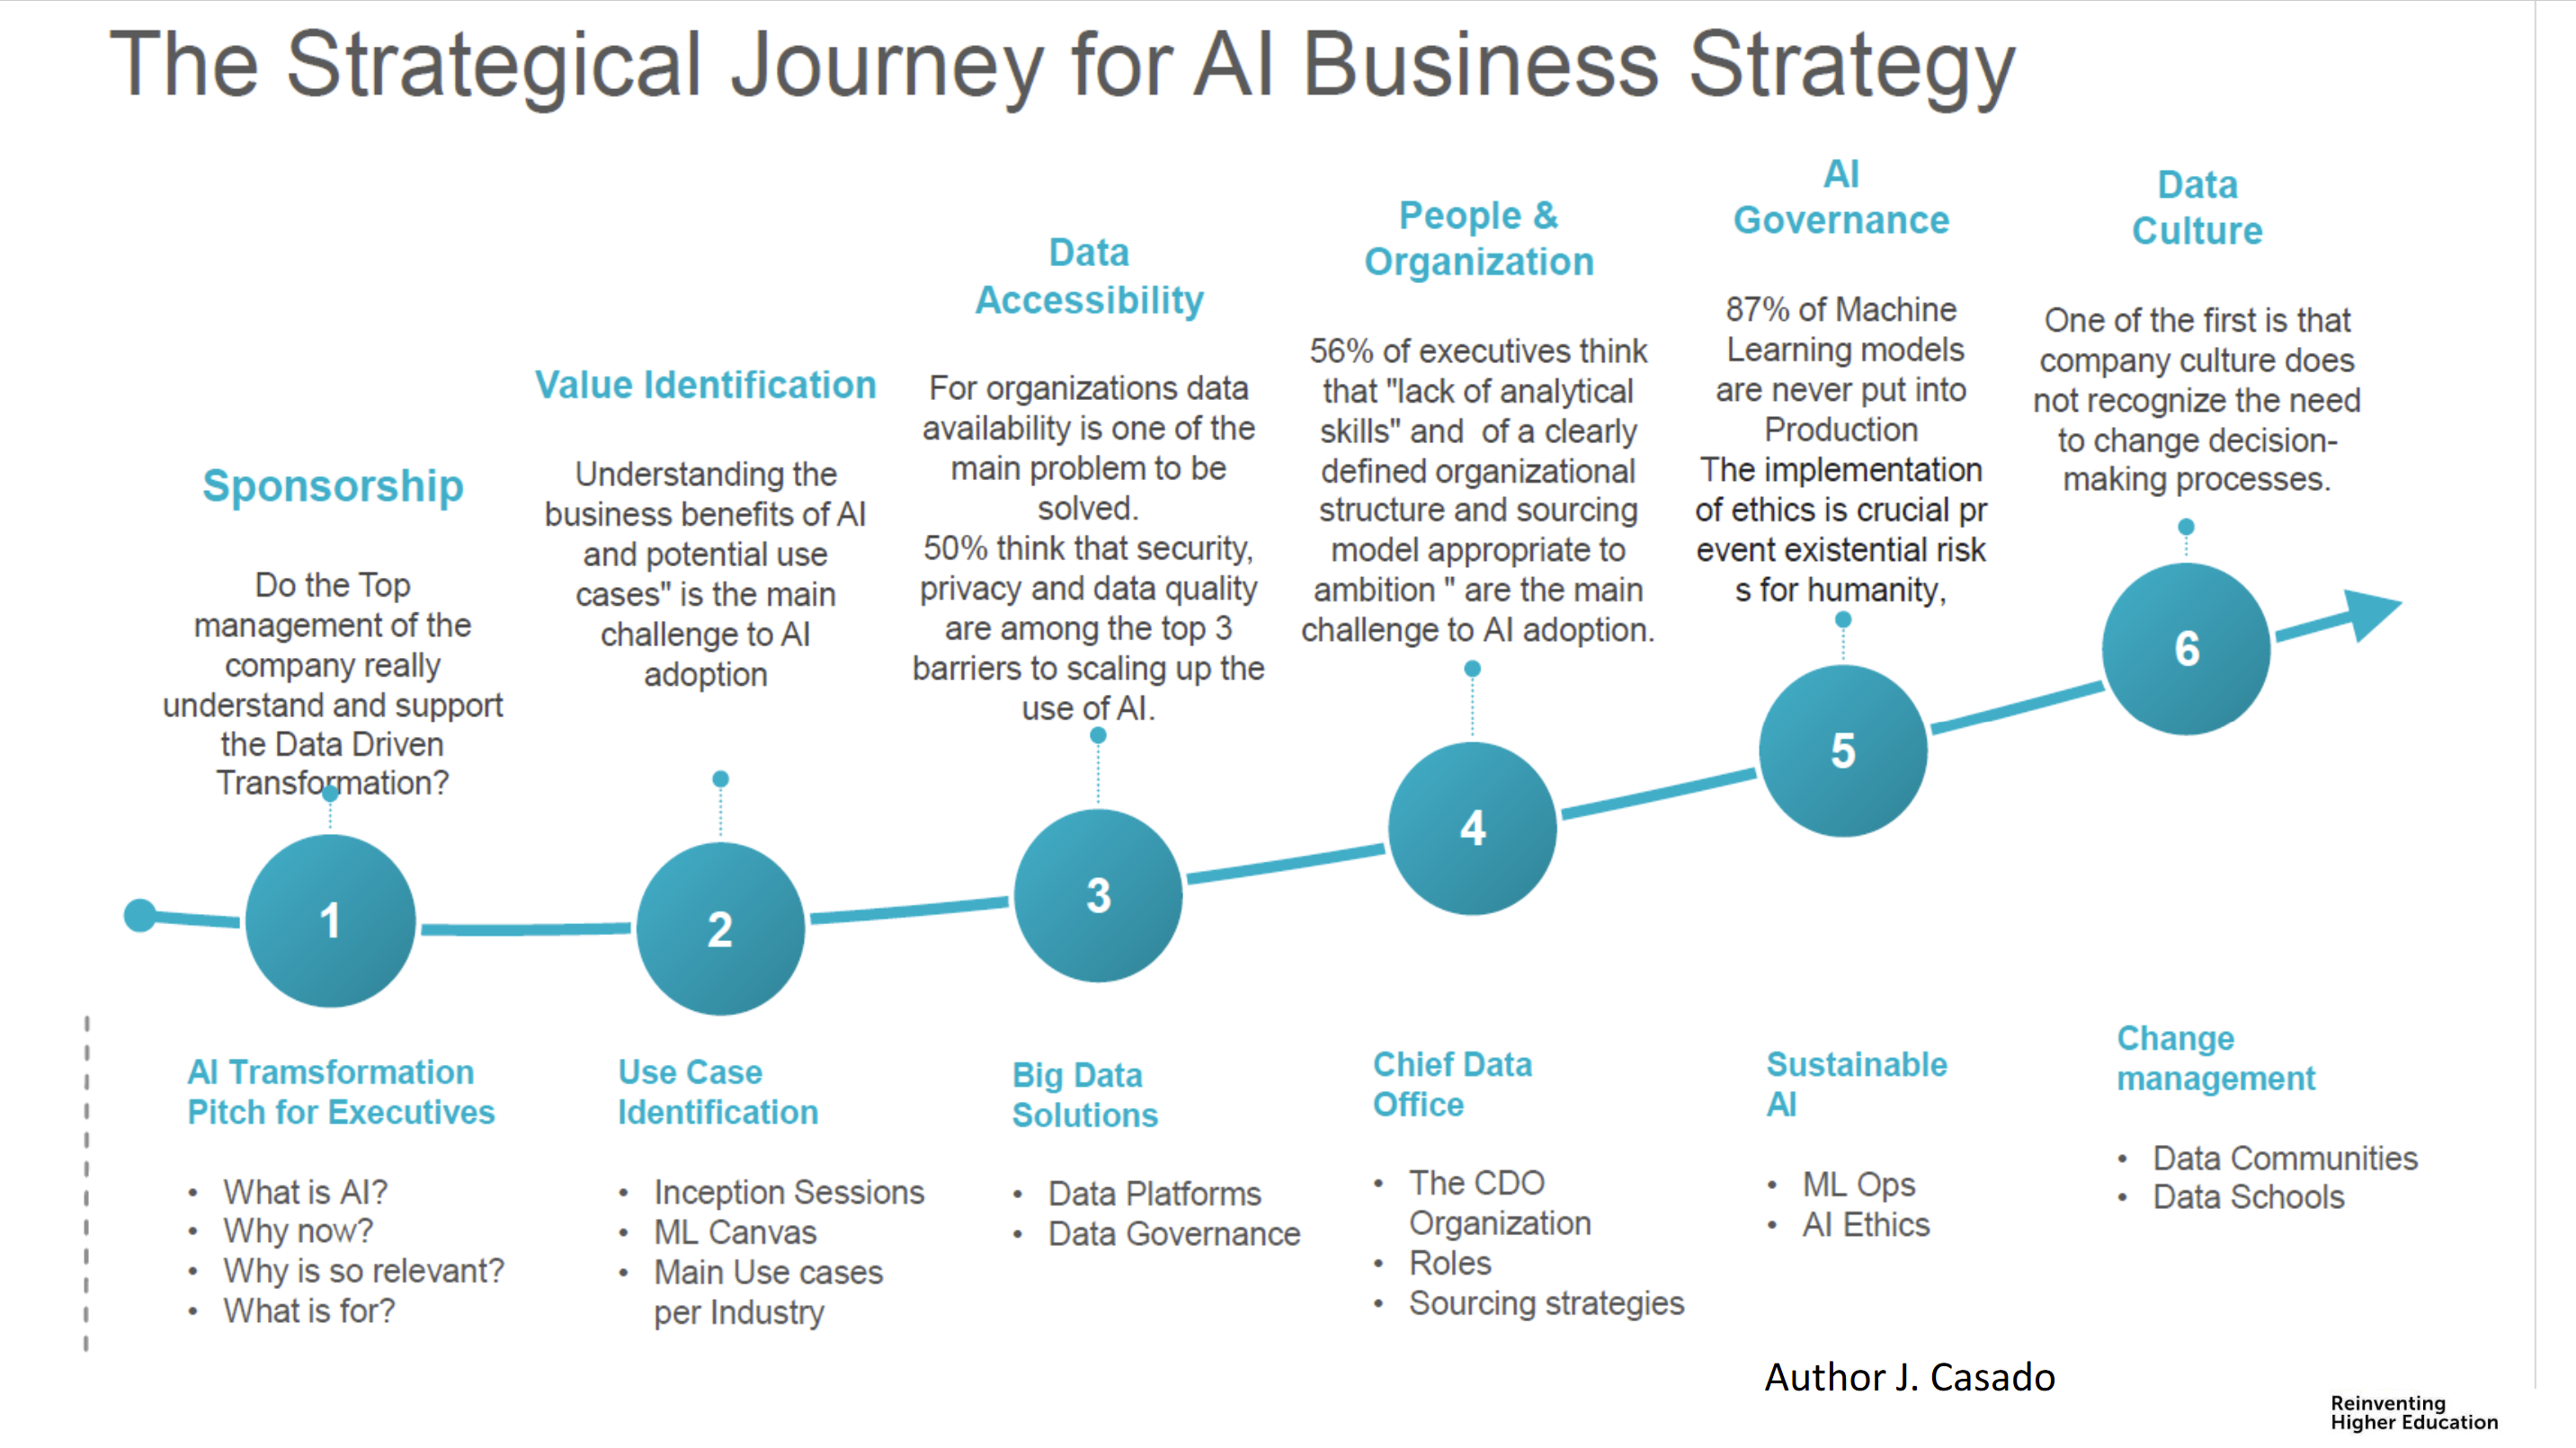 The Strategical Journey for AI Business Strategy
Sponsorship
Do the Top
management of the
company really
understand and support
the Data Driven
Transformation?
Value Identification
Understanding the
business benefits of AI
and potential use
cases" is the main
challenge to AI
adoption
Data
Accessibility
For organizations data
availability is one of the
main problem to be
solved.
50% think that security,
privacy and data quality
are among the top 3
barriers to scaling up the
use of AI.
People &
Organization
56% of executives think
that "lack of analytical
skills" and  of a clearly
defined organizational
structure and sourcing
model appropriate to
ambition " are the main
challenge to AI adoption.
AI
Governance
87% of Machine
Learning models
are never put into
Production
The implementation
of ethics is crucial pr
event existential risk
s for humanity,
Data
Culture
One of the first is that
company culture does
not recognize the need
to change decision-
making processes.
1
2
3
4
5
6
AI Tramsformation
Pitch for Executives
• What is AI?
• Why now?
• Why is so relevant?
• What is for?
Use Case
Identification
• Inception Sessions
• ML Canvas
• Main Use cases
per Industry
Big Data
Solutions
• Data Platforms
• Data Governance
Chief Data
Office
• The CDO
Organization
• Roles
• Sourcing strategies
Sustainable
AI
• ML Ops
• AI Ethics
Change
management
• Data Communities
• Data Schools
Author J. Casado
Reinventing
Higher Education